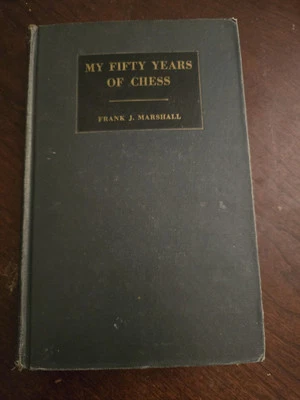 MY FIFTY YEARS
OF CHESS
FRANK J. MARSHALL